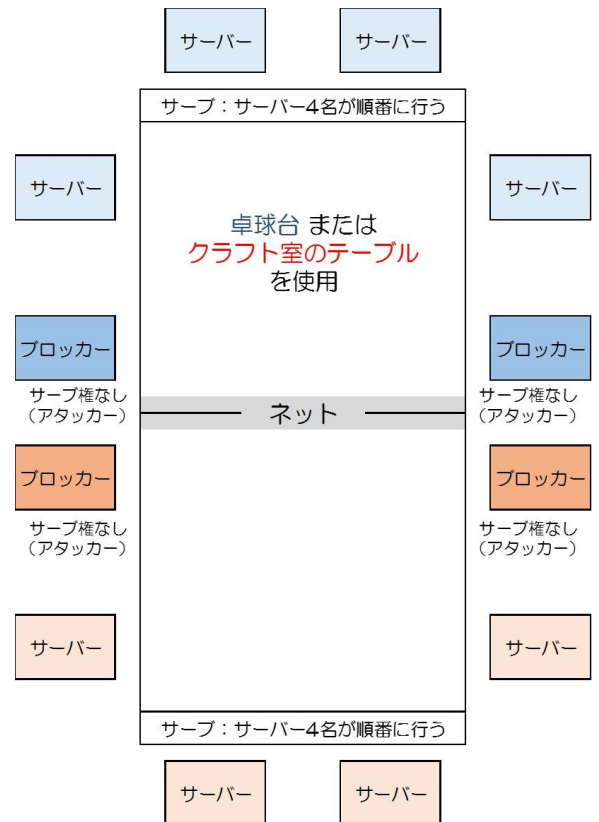 サーバー
サーバー
サーブ：サーバー4名が順番に行う
サーバー
サーバー
卓球台 または
クラフト室のテーブル
を使用
ブロッカー
ブロッカー
サーブ権なし
（アタッカー）
サーブ権なし
（アタッカー）
ネット
ブロッカー
ブロッカー
サーブ権なし
（アタッカー）
サーブ権なし
（アタッカー）
サーバー
サーバー
サーブ：サーバー4名が順番に行う
サーバー
サーバー